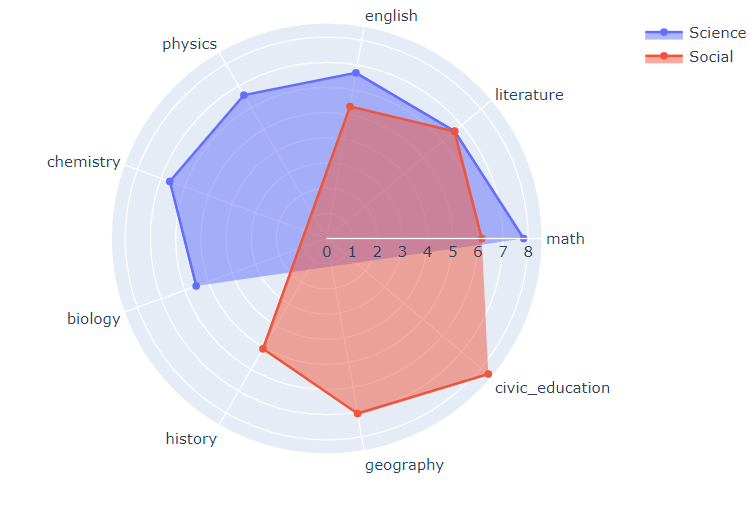 english
Science
physics
Social
literature
chemistry
math
0 1 2 3 4 5 6 7 8
biology
civic_education
history
geography